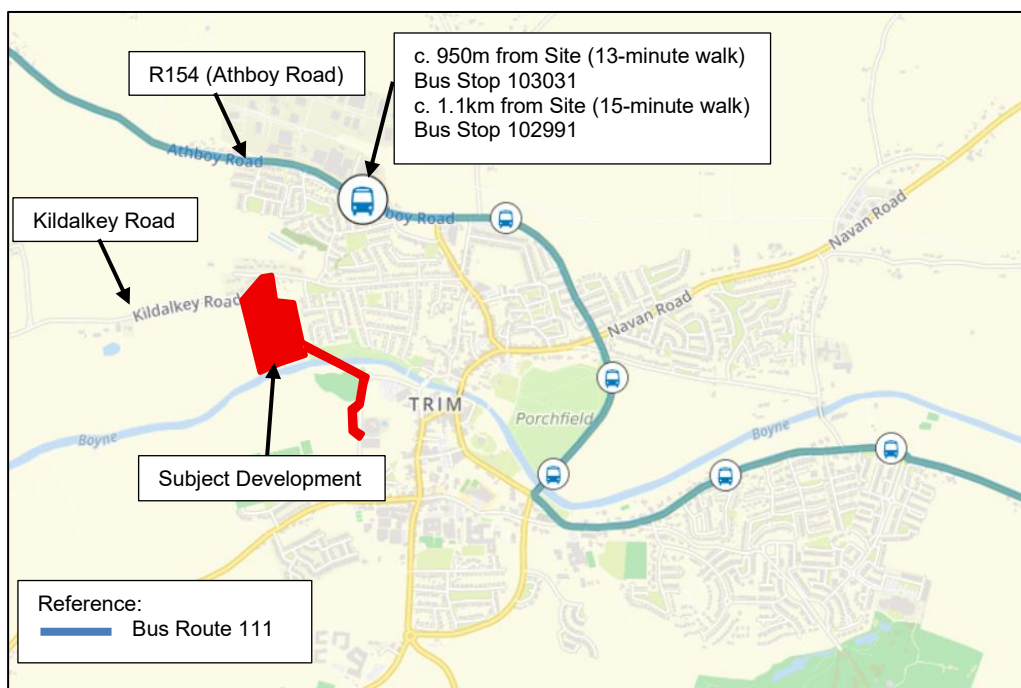 c. 950m from Site (13-minute walk)
Bus Stop 103031
c. 1.1km from Site (15-minute walk)
Bus Stop 102991
R154 (Athboy Road)
Athboy Road
boy Road
Kildalkey Road
Kildalkey Road
Navan Road
Navan Road
TRIM
Porchfield
Boyne
Boyne
Subject Development
Reference:
Bus Route 111